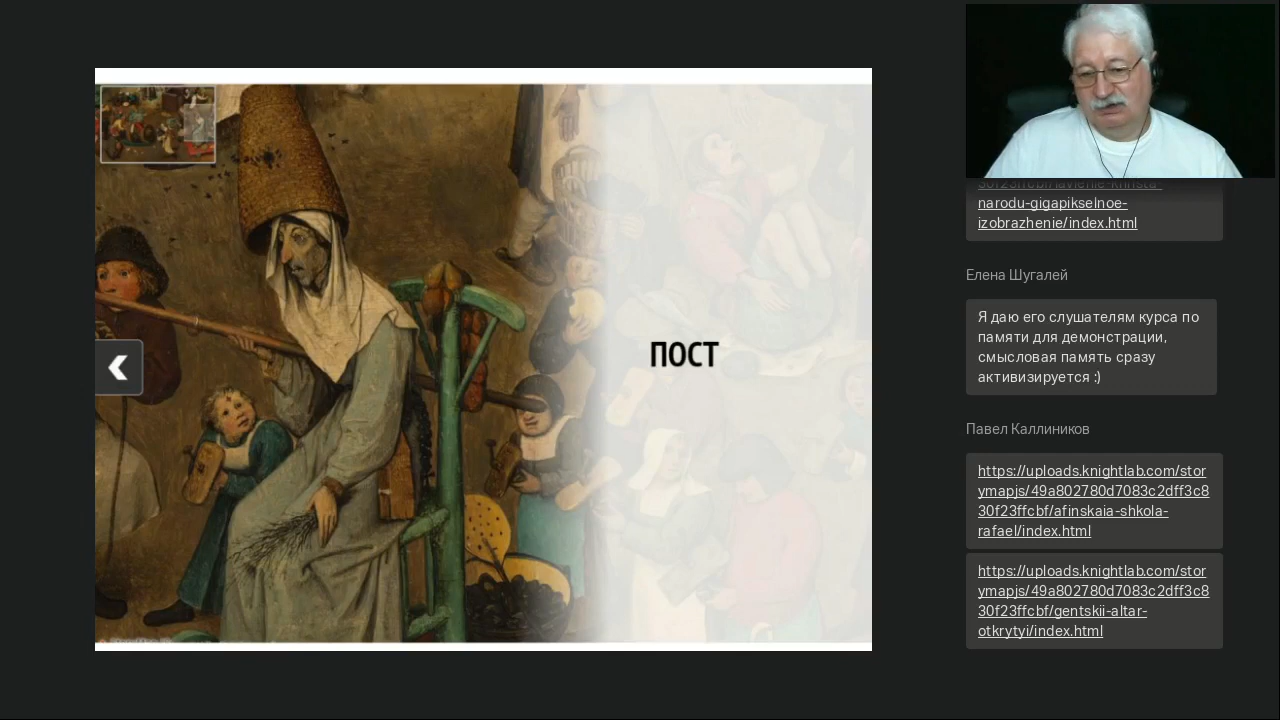 ПОСТ
30f23ffcbf/iavlenie-khrista-
narodu-gigapikselnoe-
izobrazhenie/index.html
Елена Шугалей
Я даю его слушателям курса по
памяти для демонстрации,
смысловая память сразу
активизируется :)
Павел Каллиников
https://uploads.knightlab.com/stor
ymapjs/49a802780d7083c2dff3c8
30f23ffcbf/afinskaia-shkola-
rafael/index.html
https://uploads.knightlab.com/stor
ymapjs/49a802780d7083c2dff3c8
30f23ffcbf/gentskii-altar-
otkrytyi/index.html